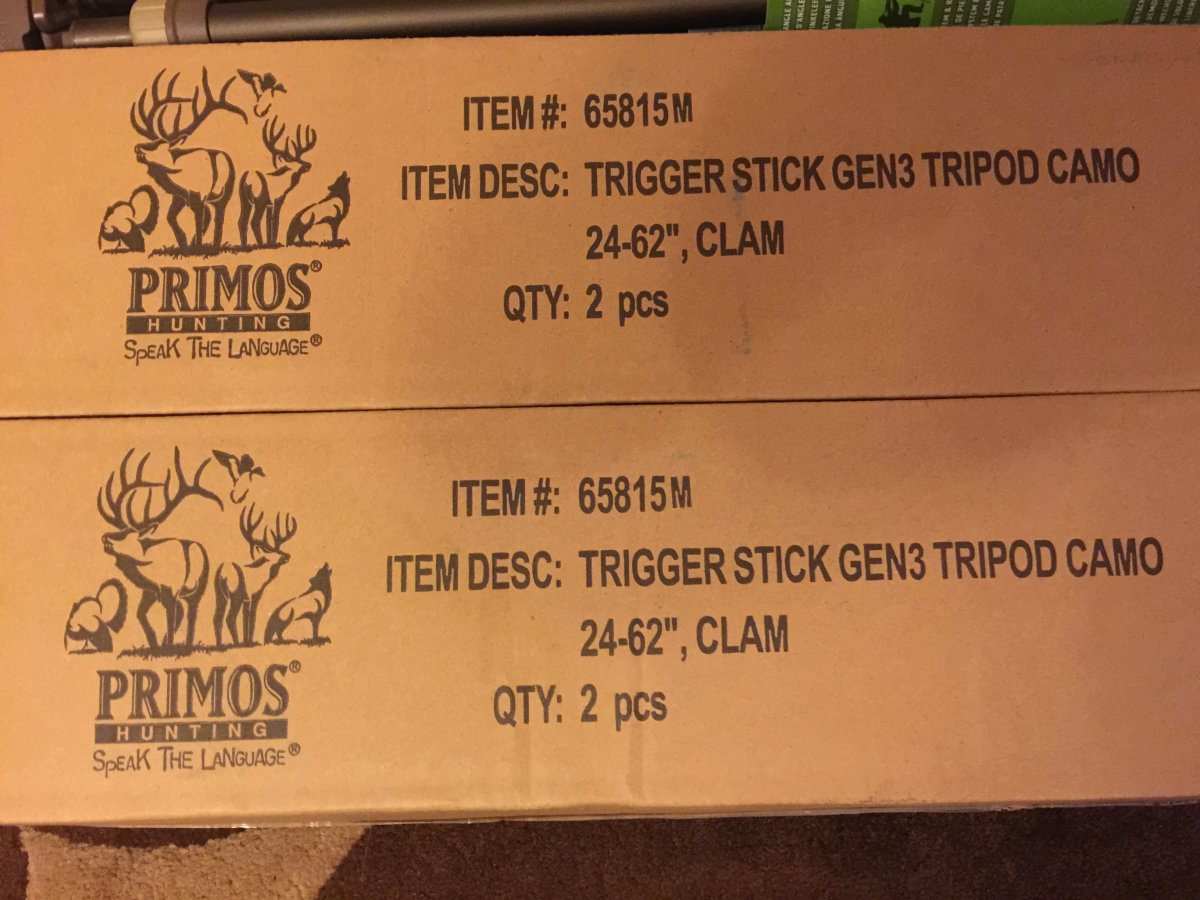 PRIMOS®
HUNTING
SpeaK The LaNguage®
ITEM #: 65815M
ITEM DESC: TRIGGER STICK GEN3 TRIPOD CAMO
24-62", CLAM
QTY: 2 pcs
PRIMOS®
HUNTING
SpeaK The LaNguage®
ITEM #: 65815M
ITEM DESC: TRIGGER STICK GEN3 TRIPOD CAMO
24-62", CLAM
QTY: 2 pcs